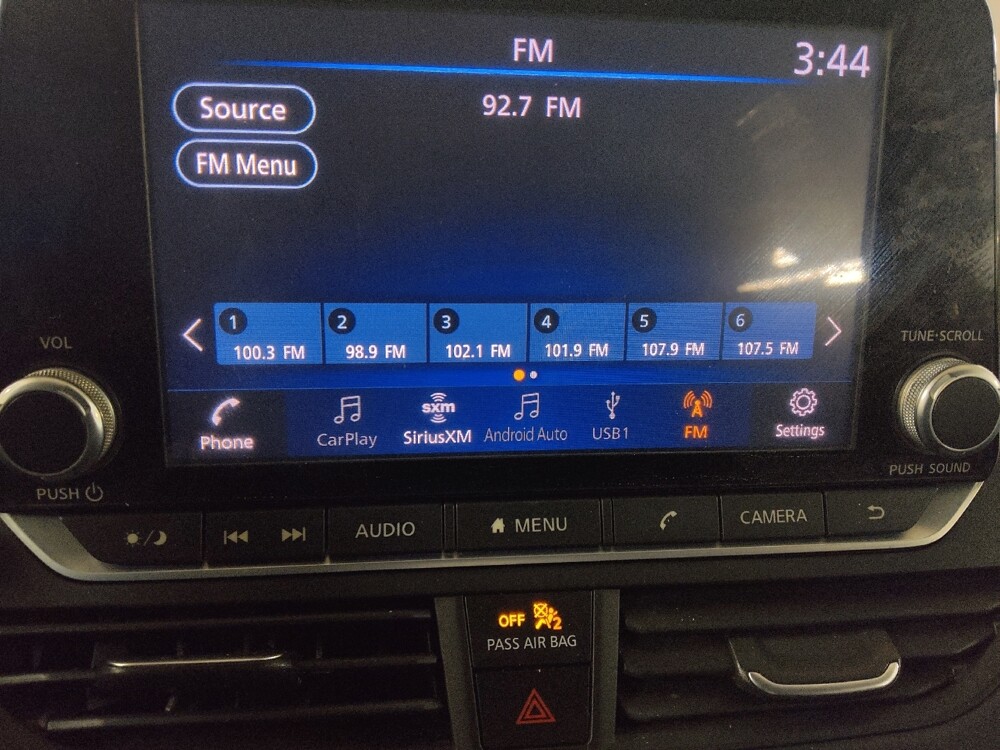 FM
3:44
Source
92.7 FM
FM Menu
1 2 3 4 5 6
100.3 FM 98.9 FM 102.1 FM 101.9 FM 107.9 FM 107.5 FM
VOL
TUNE·SCROLL
sxm
Phone CarPlay SiriusXM Android Auto USB1 FM Settings
PUSH
PUSH SOUND
AUDIO MENU CAMERA
OFF 2
PASS AIR BAG